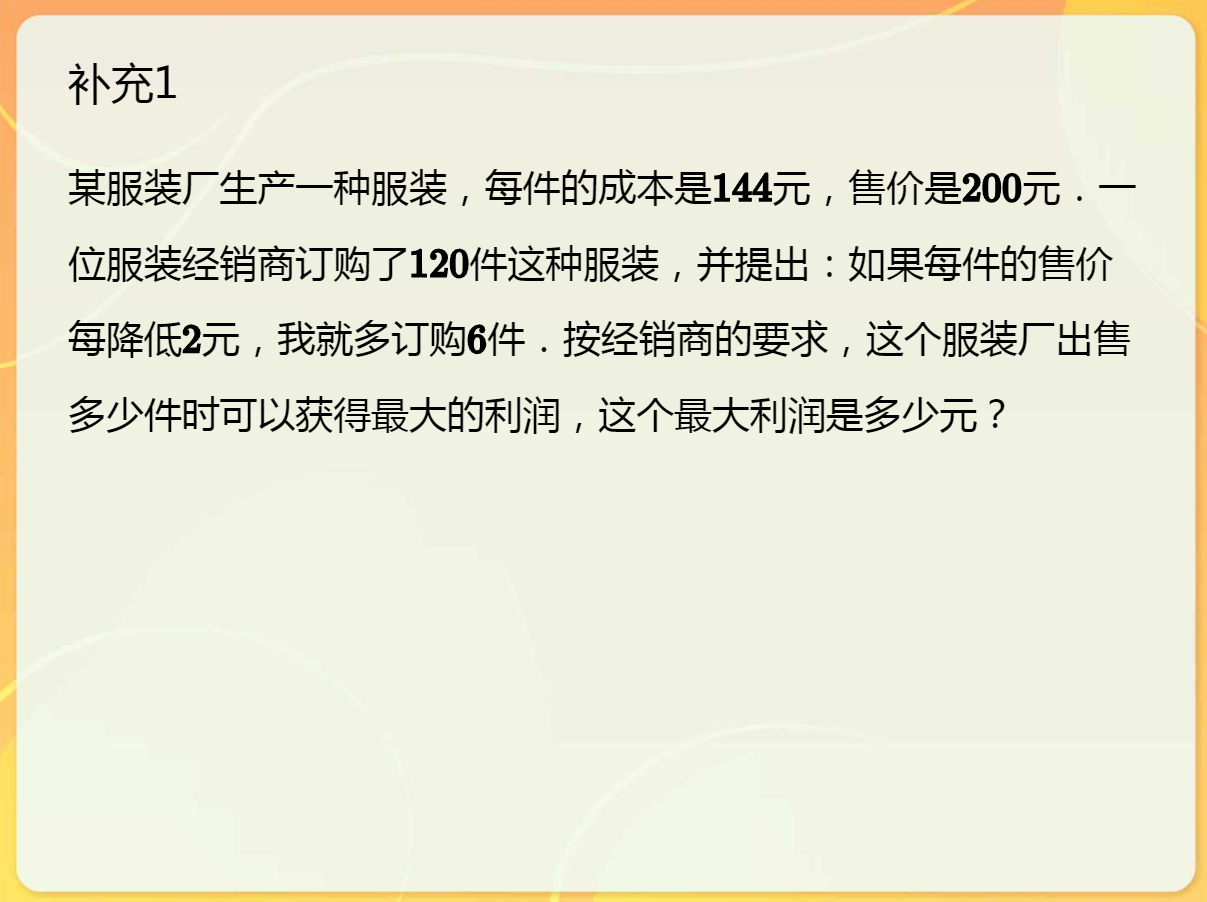 补充1
某服装厂生产一种服装，每件的成本是144元，售价是200元．一
位服装经销商订购了120件这种服装，并提出：如果每件的售价
每降低2元，我就多订购6件．按经销商的要求，这个服装厂出售
多少件时可以获得最大的利润，这个最大利润是多少元？